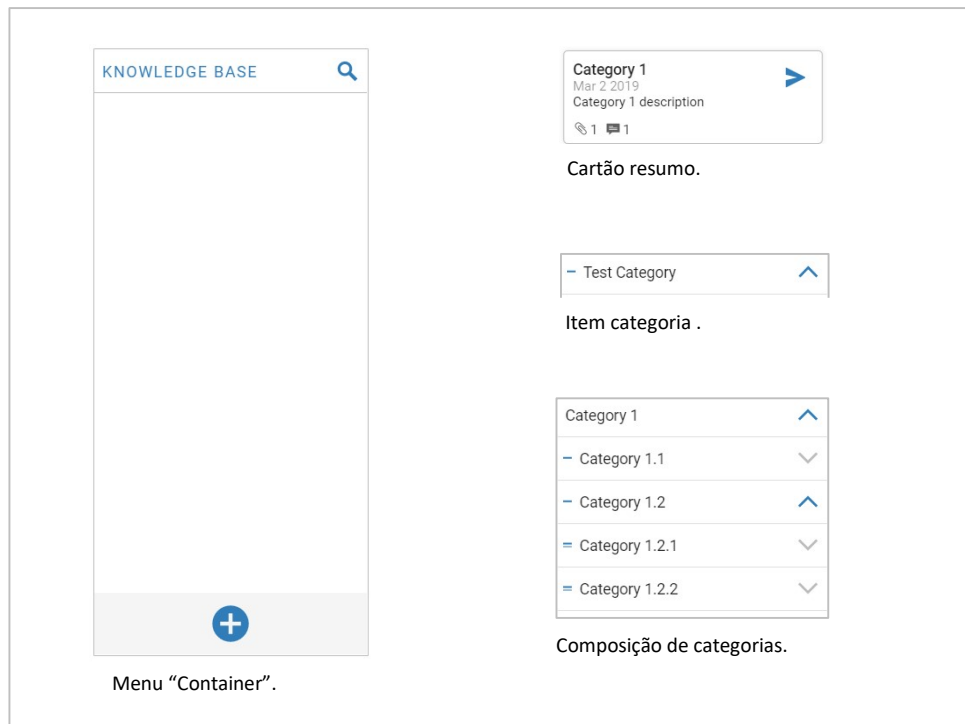 KNOWLEDGE BASE
Menu “Container”.
Category 1
Mar 2 2019
Category 1 description
1 1
Cartão resumo.
– Test Category
Item categoria .
Category 1
– Category 1.1
– Category 1.2
= Category 1.2.1
= Category 1.2.2
Composição de categorias.